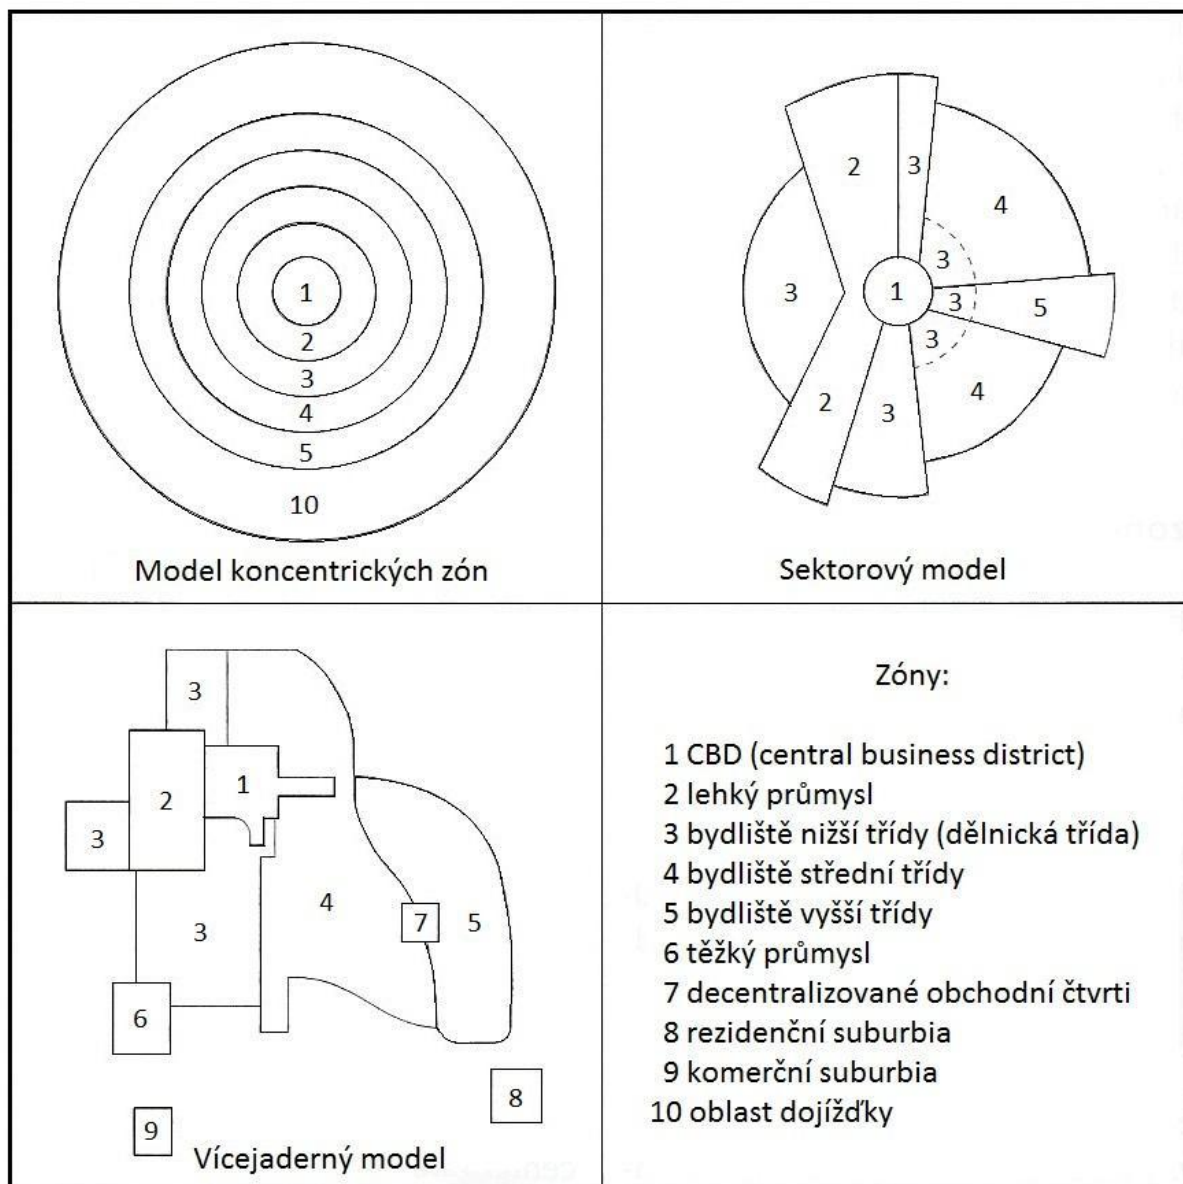 1
2
3
4
5
10
Model koncentrických zón
2
3
4
3
3
1
3
5
3
4
2
3
Sektorový model
3
1
2
3
4
7
5
3
6
8
9
Vícejaderný model
Zóny:
1 CBD (central business district)
2 lehký průmysl
3 bydliště nižší třídy (dělnická třída)
4 bydliště střední třídy
5 bydliště vyšší třídy
6 těžký průmysl
7 decentralizované obchodní čtvrti
8 rezidenční suburbia
9 komerční suburbia
10 oblast dojížďky